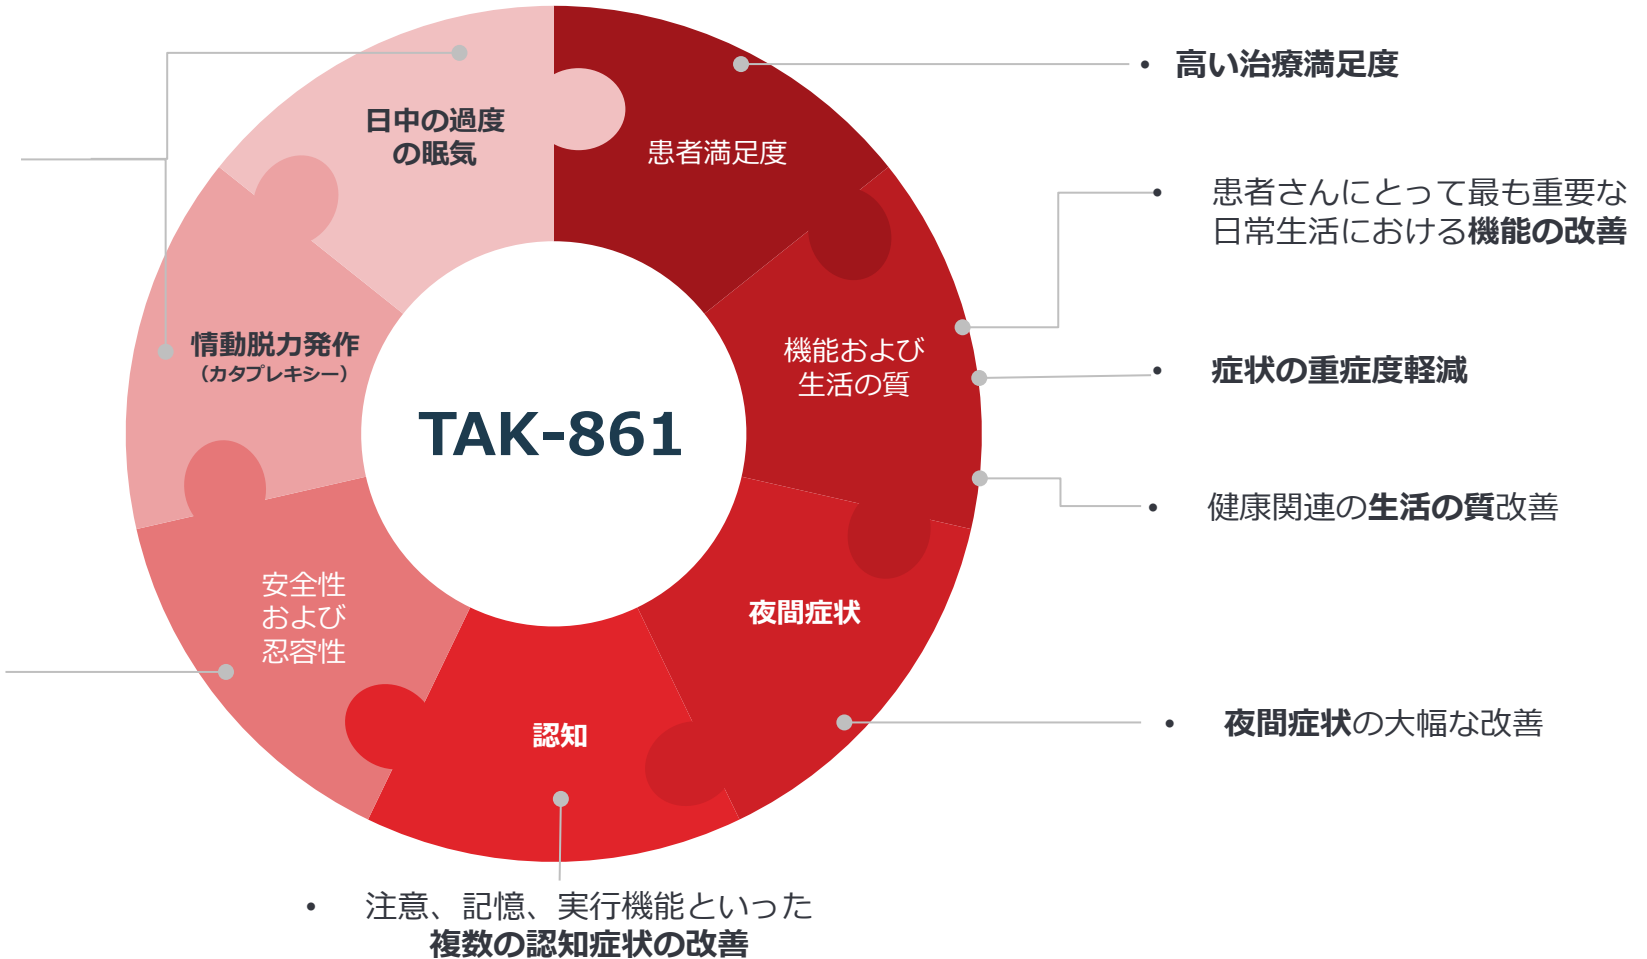 日中の過度
の眠気
患者満足度
• 高い治療満足度
• 患者さんにとって最も重要な
日常生活における機能の改善
情動脱力発作
（カタプレキシー）
機能および
生活の質
• 症状の重症度軽減
TAK-861
• 健康関連の生活の質改善
安全性
および
忍容性
夜間症状
• 夜間症状の大幅な改善
認知
• 注意、記憶、実行機能といった
複数の認知症状の改善